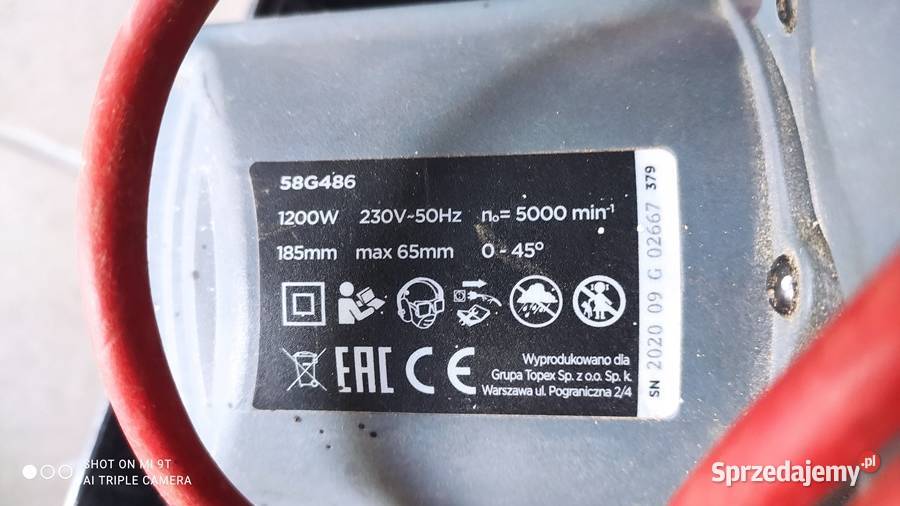 58G486
1200W 230V~50Hz n₀= 5000 min⁻¹
185mm max 65mm 0 - 45°
EAC CE
Wyprodukowano dla
Grupa Topex Sp. z o.o. Sp. k.
Warszawa ul. Pograniczna 2/4
SN 2020 09 G 02667 379
SHOT ON MI 9T
AI TRIPLE CAMERA
Sprzedajemy.pl